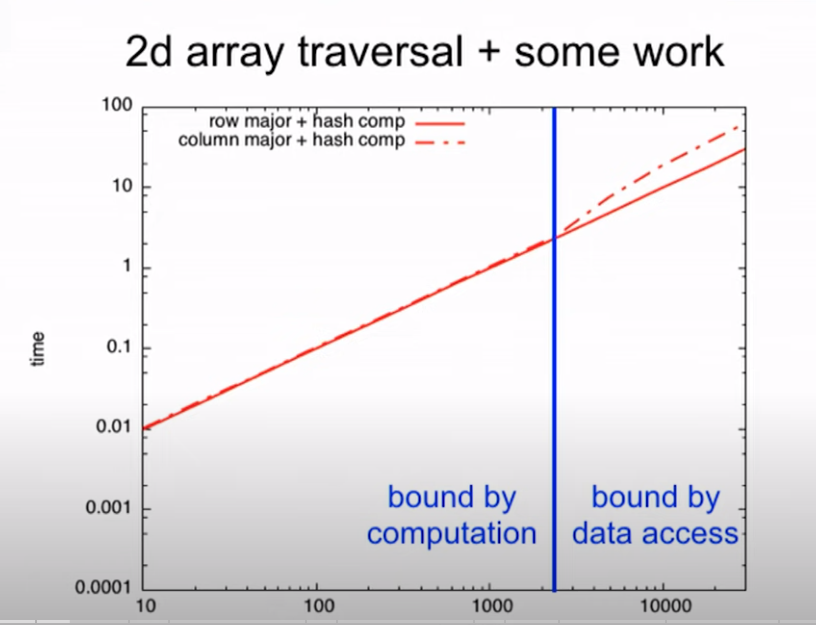 2d array traversal + some work
100
row major + hash comp
column major + hash comp
10
1
0.1
time
0.01
0.001
0.0001
bound by
computation
bound by
data access
10
100
1000
10000